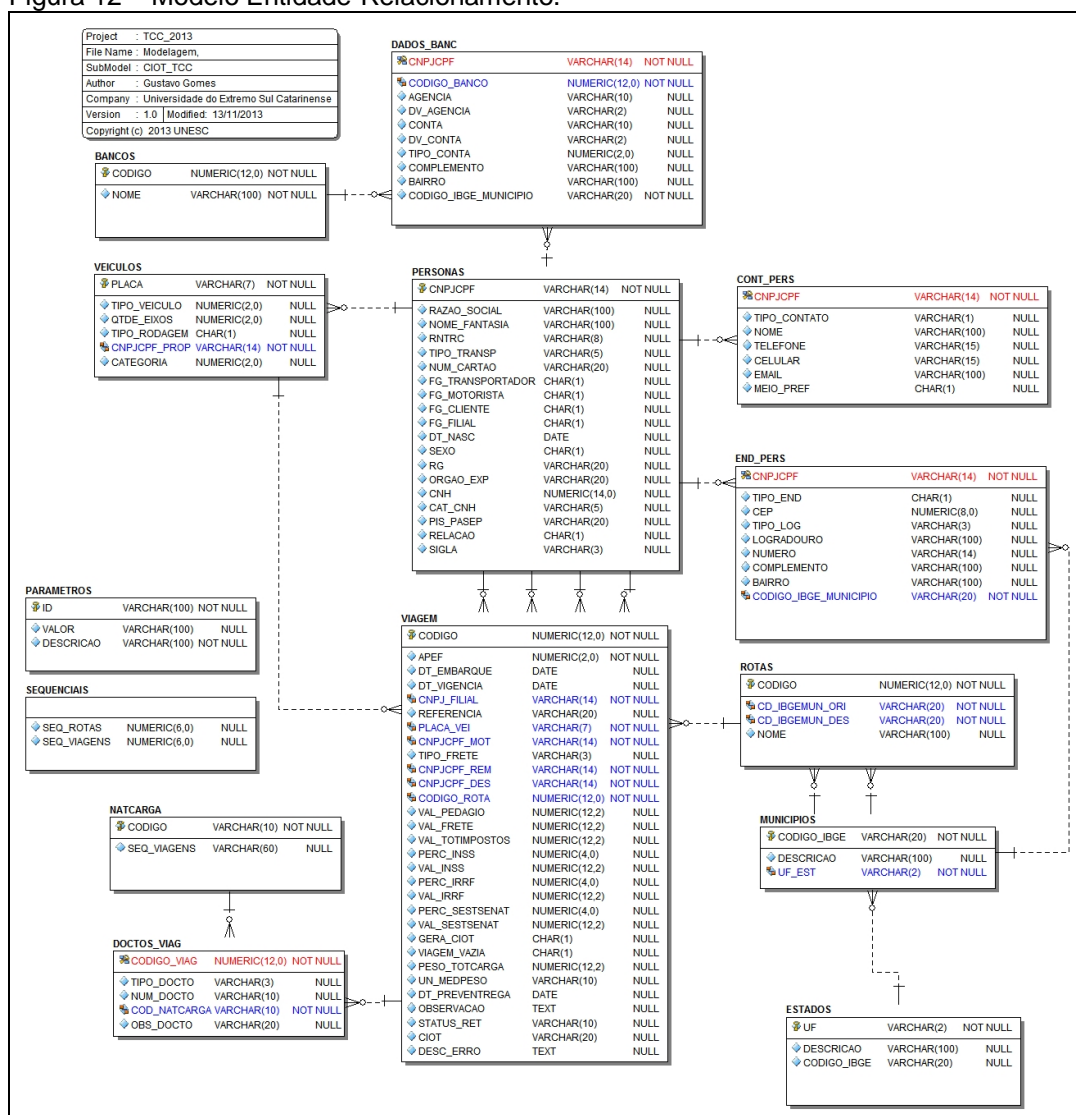 Figura 12 – Modelo Entidade-Relacionamento.
Project : TCC_2013
File Name : Modelagem,
SubModel : CIOT_TCC
Author : Gustavo Gomes
Company : Universidade do Extremo Sul Catarinense
Version : 1.0 Modified: 13/11/2013
Copyright (c) 2013 UNESC
DADOS_BANC
CNPJCPF VARCHAR(14) NOT NULL
CODIGO_BANCO NUMERIC(12,0) NOT NULL
AGENCIA VARCHAR(10) NULL
DV_AGENCIA VARCHAR(2) NULL
CONTA VARCHAR(10) NULL
DV_CONTA VARCHAR(2) NULL
TIPO_CONTA NUMERIC(2,0) NULL
COMPLEMENTO VARCHAR(100) NULL
BAIRRO VARCHAR(100) NULL
CODIGO_IBGE_MUNICIPIO VARCHAR(20) NOT NULL
BANCOS
CODIGO NUMERIC(12,0) NOT NULL
NOME VARCHAR(100) NOT NULL
VEICULOS
PLACA VARCHAR(7) NOT NULL
TIPO_VEICULO NUMERIC(2,0) NULL
QTDE_EIXOS NUMERIC(2,0) NULL
TIPO_RODAGEM CHAR(1) NULL
CNPJCPF_PROP VARCHAR(14) NOT NULL
CATEGORIA NUMERIC(2,0) NULL
PERSONAS
CNPJCPF VARCHAR(14) NOT NULL
RAZAO_SOCIAL VARCHAR(100) NULL
NOME_FANTASIA VARCHAR(100) NULL
RNTRC VARCHAR(8) NULL
TIPO_TRANSP VARCHAR(5) NULL
NUM_CARTAO VARCHAR(20) NULL
FG_TRANSPORTADOR CHAR(1) NULL
FG_MOTORISTA CHAR(1) NULL
FG_CLIENTE CHAR(1) NULL
FG_FILIAL CHAR(1) NULL
DT_NASC DATE NULL
SEXO CHAR(1) NULL
RG VARCHAR(20) NULL
ORGAO_EXP VARCHAR(20) NULL
CNH NUMERIC(14,0) NULL
CAT_CNH VARCHAR(5) NULL
PIS_PASEP VARCHAR(20) NULL
RELACAO CHAR(1) NULL
SIGLA VARCHAR(3) NULL
CONT_PERS
CNPJCPF VARCHAR(14) NOT NULL
TIPO_CONTATO VARCHAR(1) NULL
NOME VARCHAR(100) NULL
TELEFONE VARCHAR(15) NULL
CELULAR VARCHAR(15) NULL
EMAIL VARCHAR(100) NULL
MEIO_PREF CHAR(1) NULL
END_PERS
CNPJCPF VARCHAR(14) NOT NULL
TIPO_END CHAR(1) NULL
CEP NUMERIC(8,0) NULL
TIPO_LOG VARCHAR(3) NULL
LOGRADOURO VARCHAR(100) NULL
NUMERO VARCHAR(14) NULL
COMPLEMENTO VARCHAR(100) NULL
BAIRRO VARCHAR(100) NULL
CODIGO_IBGE_MUNICIPIO VARCHAR(20) NOT NULL
PARAMETROS
ID VARCHAR(100) NOT NULL
VALOR VARCHAR(100) NULL
DESCRICAO VARCHAR(100) NOT NULL
SEQUENCIAIS
SEQ_ROTAS NUMERIC(6,0) NULL
SEQ_VIAGENS NUMERIC(6,0) NULL
NATCARGA
CODIGO VARCHAR(10) NOT NULL
SEQ_VIAGENS VARCHAR(60) NULL
DOCTOS_VIAG
CODIGO_VIAG NUMERIC(12,0) NOT NULL
TIPO_DOCTO VARCHAR(3) NULL
NUM_DOCTO VARCHAR(10) NULL
COD_NATCARGA VARCHAR(10) NOT NULL
OBS_DOCTO VARCHAR(20) NULL
VIAGEM
CODIGO NUMERIC(12,0) NOT NULL
APEF NUMERIC(2,0) NOT NULL
DT_EMBARQUE DATE NULL
DT_VIGENCIA DATE NULL
CNPJ_FILIAL VARCHAR(14) NOT NULL
REFERENCIA VARCHAR(20) NULL
PLACA_VEI VARCHAR(7) NOT NULL
CNPJCPF_MOT VARCHAR(14) NOT NULL
TIPO_FRETE VARCHAR(3) NULL
CNPJCPF_REM VARCHAR(14) NOT NULL
CNPJCPF_DES VARCHAR(14) NOT NULL
CODIGO_ROTA NUMERIC(12,0) NOT NULL
VAL_PEDAGIO NUMERIC(12,2) NULL
VAL_FRETE NUMERIC(12,2) NULL
VAL_TOTIMPOSTOS NUMERIC(12,2) NULL
PERC_INSS NUMERIC(4,0) NULL
VAL_INSS NUMERIC(12,2) NULL
PERC_IRRF NUMERIC(4,0) NULL
VAL_IRRF NUMERIC(12,2) NULL
PERC_SESTSENAT NUMERIC(4,0) NULL
VAL_SESTSENAT NUMERIC(12,2) NULL
GERA_CIOT CHAR(1) NULL
VIAGEM_VAZIA CHAR(1) NULL
PESO_TOTCARGA NUMERIC(12,2) NULL
UN_MEDPESO VARCHAR(10) NULL
DT_PREVENTREGA DATE NULL
OBSERVACAO TEXT NULL
STATUS_RET VARCHAR(10) NULL
CIOT VARCHAR(20) NULL
DESC_ERRO TEXT NULL
ROTAS
CODIGO NUMERIC(12,0) NOT NULL
CD_IBGEMUN_ORI VARCHAR(20) NOT NULL
CD_IBGEMUN_DES VARCHAR(20) NOT NULL
NOME VARCHAR(100) NULL
MUNICIPIOS
CODIGO_IBGE VARCHAR(20) NOT NULL
DESCRICAO VARCHAR(100) NULL
UF_EST VARCHAR(2) NOT NULL
ESTADOS
UF VARCHAR(2) NOT NULL
DESCRICAO VARCHAR(100) NULL
CODIGO_IBGE VARCHAR(20) NULL